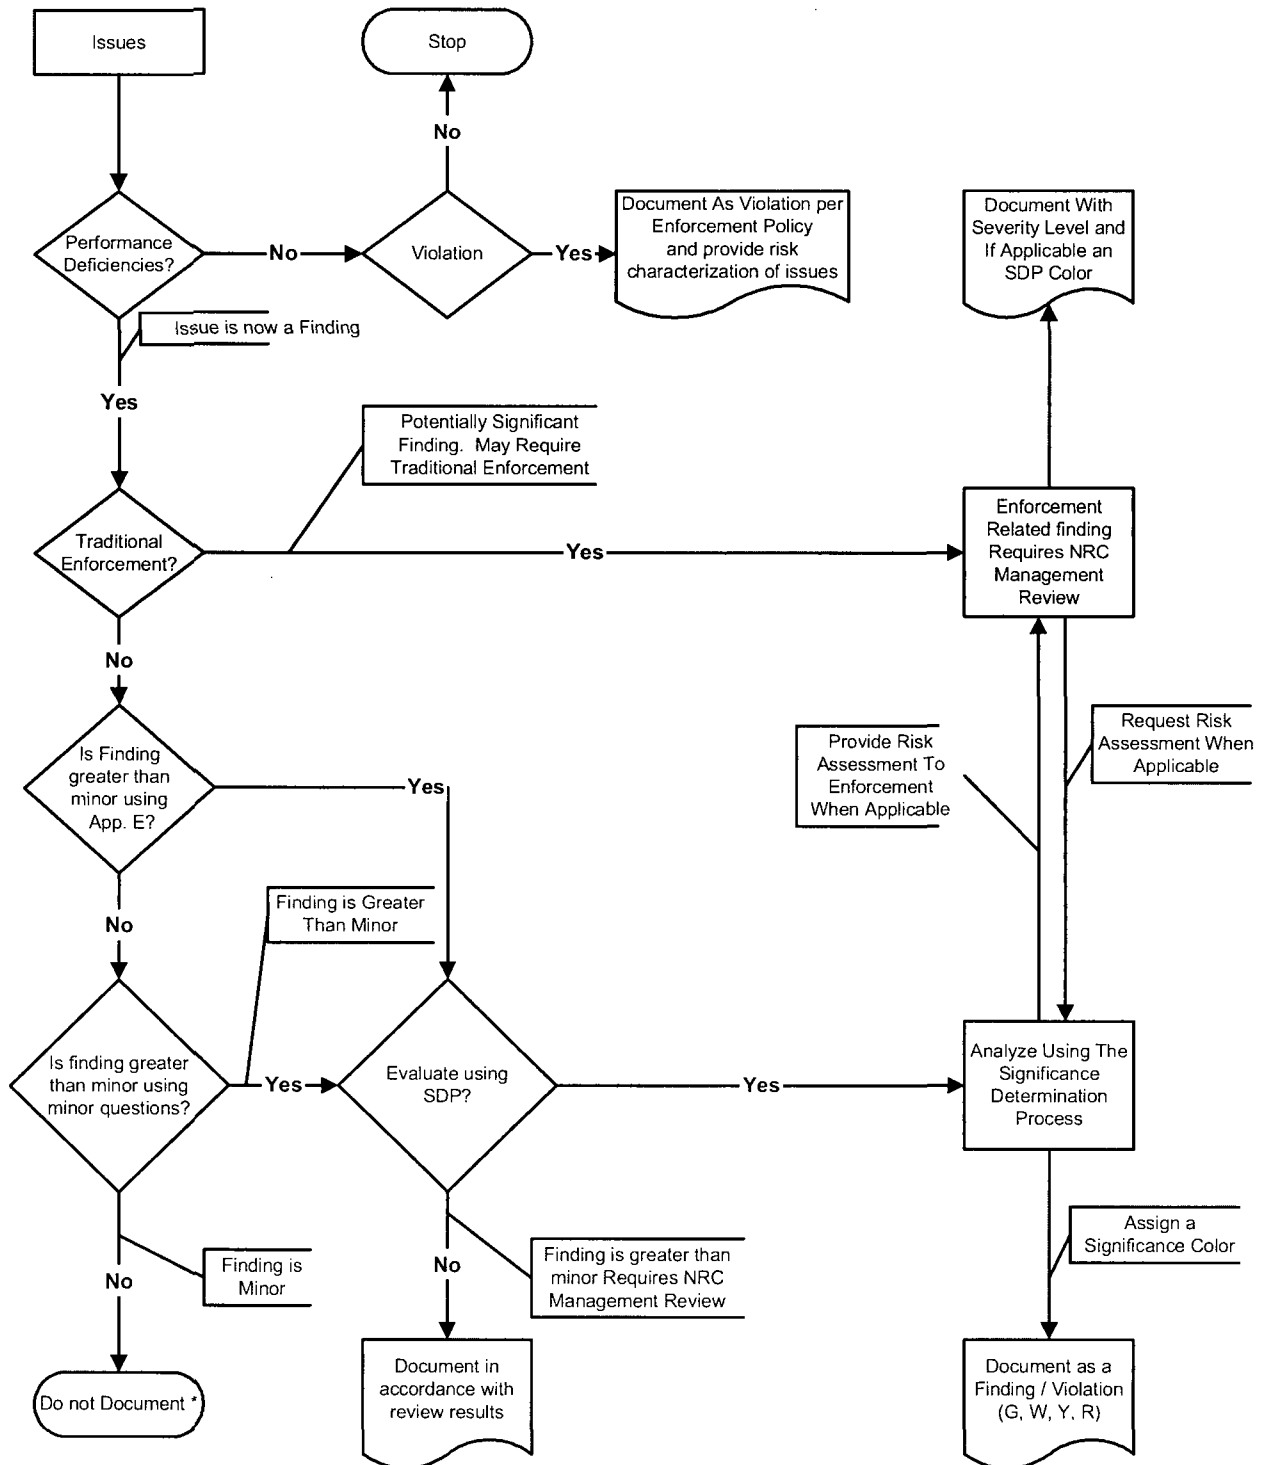 Issues
Stop
No
Performance
Deficiencies?
No
Violation
Yes
Document As Violation per
Enforcement Policy
and provide risk
characterization of issues
Document With
Severity Level and
If Applicable an
SDP Color
Issue is now a Finding
Yes
Potentially Significant
Finding. May Require
Traditional Enforcement
Traditional
Enforcement?
Yes
Enforcement
Related finding
Requires NRC
Management
Review
No
Is Finding
greater than
minor using
App. E?
Yes
Provide Risk
Assessment To
Enforcement
When Applicable
Request Risk
Assessment When
Applicable
No
Finding is Greater
Than Minor
Is finding greater
than minor using
minor questions?
Yes
Evaluate using
SDP?
Yes
Analyze Using The
Significance
Determination
Process
No
Finding is
Minor
No
Finding is greater than
minor Requires NRC
Management Review
Assign a
Significance Color
Do not Document *
Document in
accordance with
review results
Document as a
Finding / Violation
(G, W, Y, R)